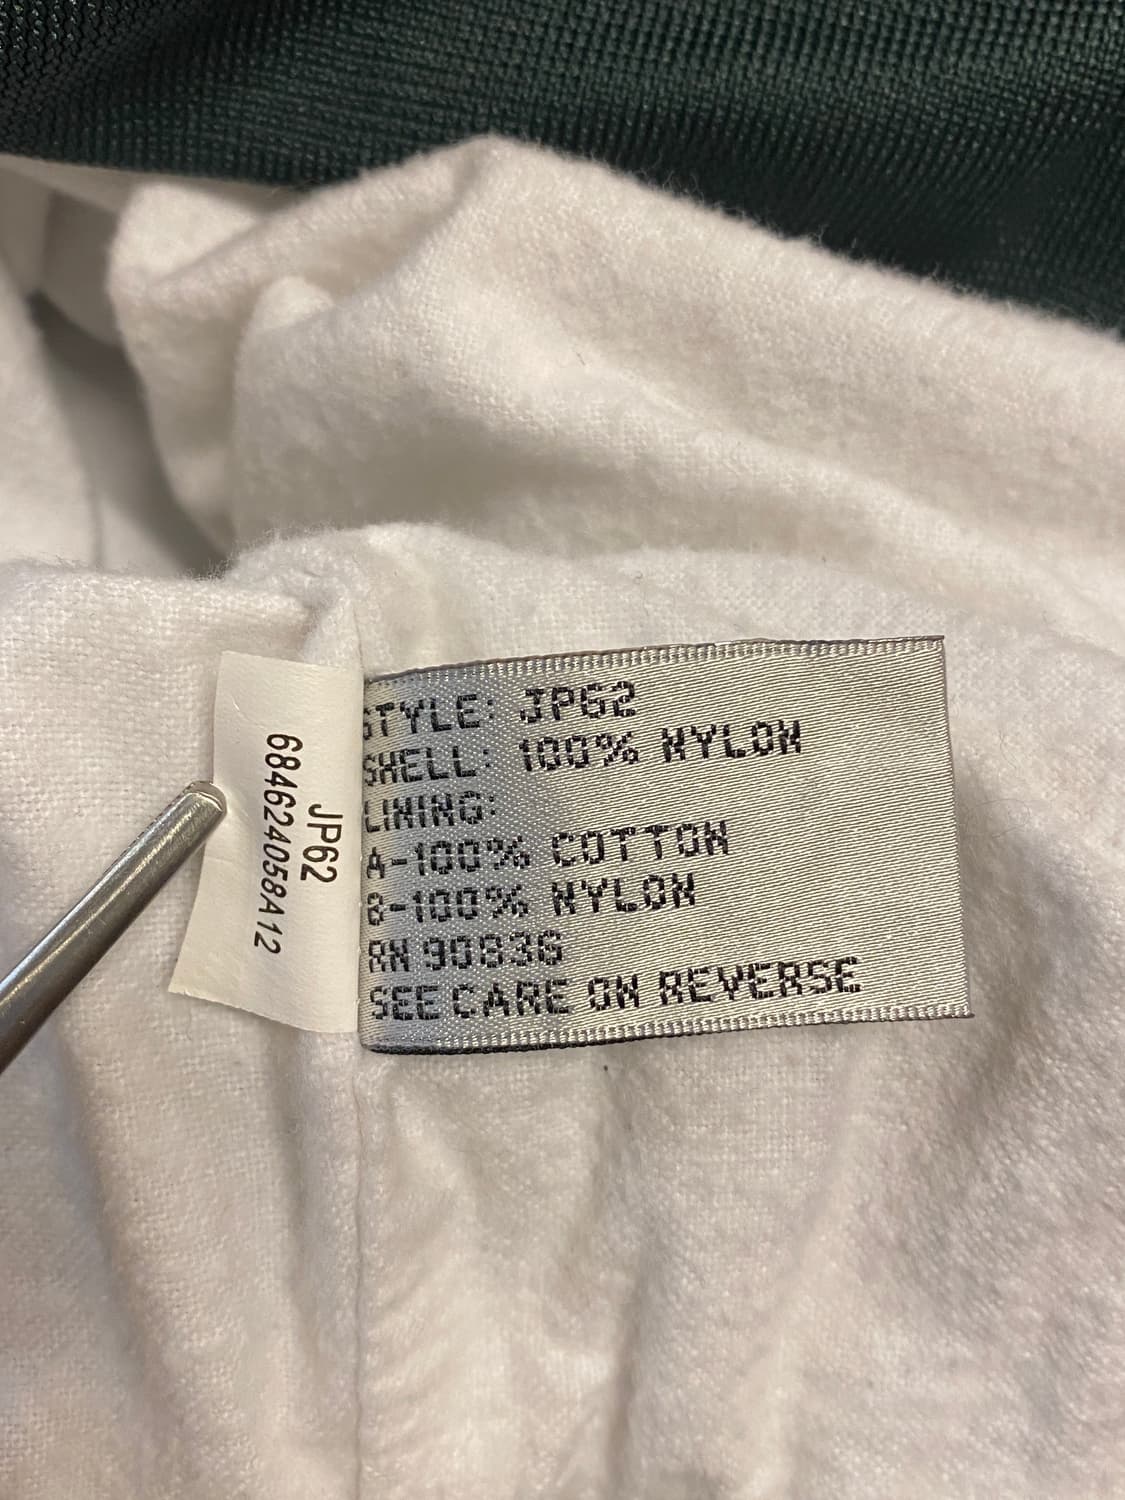 JP62
684624058A12
STYLE: JP62
SHELL: 100% NYLON
LINING:
A-100% COTTON
B-100% NYLON
RN 90836
SEE CARE ON REVERSE